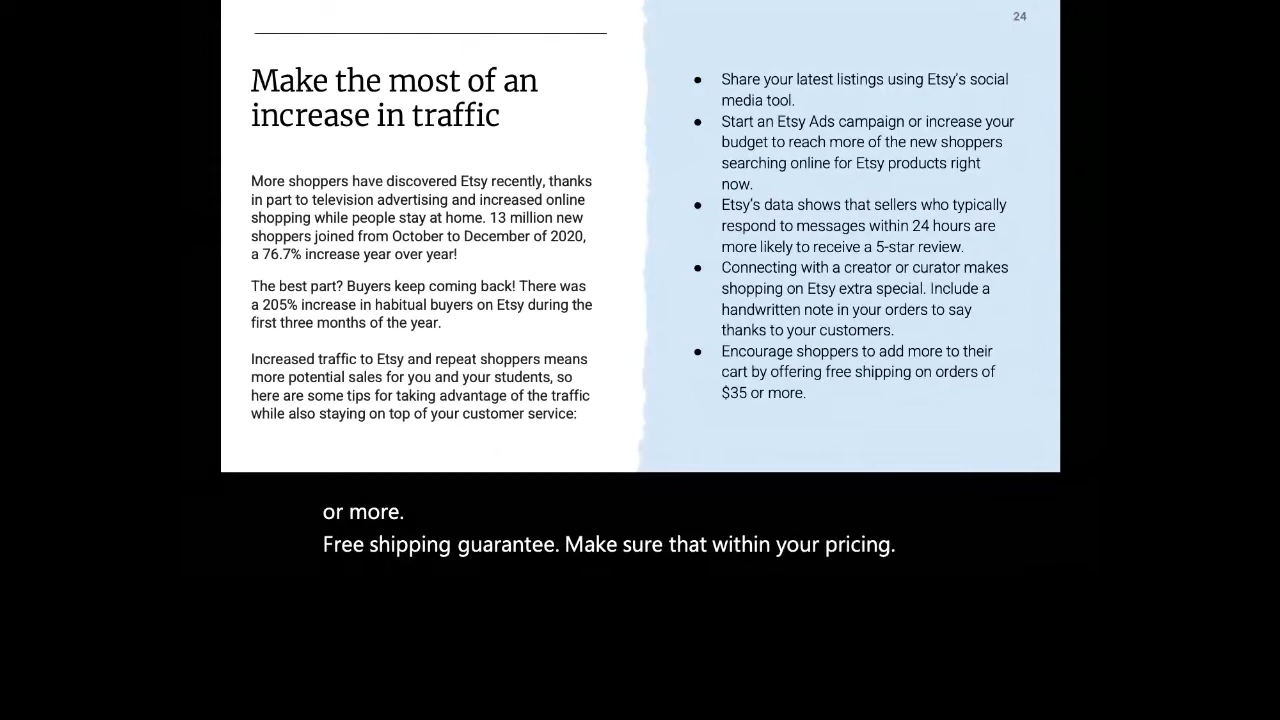 24
Make the most of an
increase in traffic
More shoppers have discovered Etsy recently, thanks
in part to television advertising and increased online
shopping while people stay at home. 13 million new
shoppers joined from October to December of 2020,
a 76.7% increase year over year!
The best part? Buyers keep coming back! There was
a 205% increase in habitual buyers on Etsy during the
first three months of the year.
Increased traffic to Etsy and repeat shoppers means
more potential sales for you and your students, so
here are some tips for taking advantage of the traffic
while also staying on top of your customer service:
● Share your latest listings using Etsy's social
media tool.
● Start an Etsy Ads campaign or increase your
budget to reach more of the new shoppers
searching online for Etsy products right
now.
● Etsy's data shows that sellers who typically
respond to messages within 24 hours are
more likely to receive a 5-star review.
● Connecting with a creator or curator makes
shopping on Etsy extra special. Include a
handwritten note in your orders to say
thanks to your customers.
● Encourage shoppers to add more to their
cart by offering free shipping on orders of
$35 or more.
or more.
Free shipping guarantee. Make sure that within your pricing.